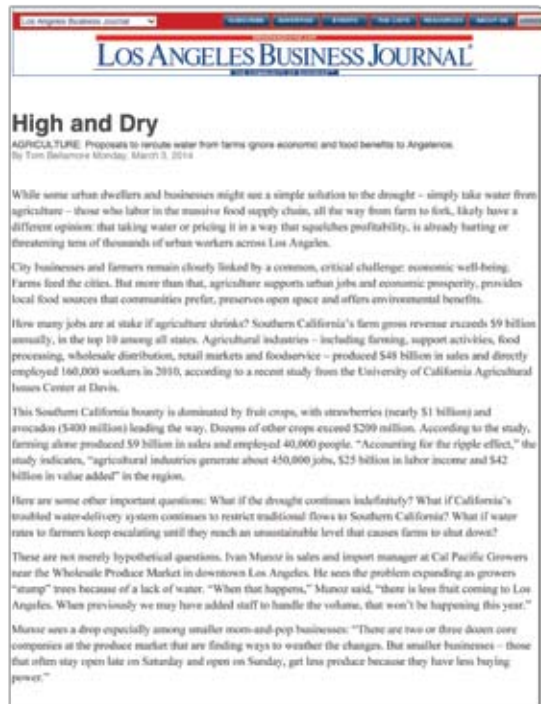 Los Angeles Business Journal
SUBSCRIBE ADVERTISE EVENTS THE LISTS RESOURCES ABOUT US
LOS ANGELES BUSINESS JOURNAL
THE COMMUNITY OF BUSINESS
High and Dry
AGRICULTURE: Proposals to reroute water from farms ignore economic and food benefits to Angelenos.
By Tom Bellamore Monday, March 3, 2014
While some urban dwellers and businesses might see a simple solution to the drought – simply take water from
agriculture – those who labor in the massive food supply chain, all the way from farm to fork, likely have a
different opinion: that taking water or pricing it in a way that squelches profitability, is already hurting or
threatening tens of thousands of urban workers across Los Angeles.
City businesses and farmers remain closely linked by a common, critical challenge: economic well-being.
Farms feed the cities. But more than that, agriculture supports urban jobs and economic prosperity, provides
local food sources that communities prefer, preserves open space and offers environmental benefits.
How many jobs are at stake if agriculture shrinks? Southern California's farm gross revenue exceeds $9 billion
annually, in the top 10 among all states. Agricultural industries – including farming, support activities, food
processing, wholesale distribution, retail markets and foodservice – produced $48 billion in sales and directly
employed 160,000 workers in 2010, according to a recent study from the University of California Agricultural
Issues Center at Davis.
This Southern California bounty is dominated by fruit crops, with strawberries (nearly $1 billion) and
avocados ($400 million) leading the way. Dozens of other crops exceed $200 million. According to the study,
farming alone produced $9 billion in sales and employed 40,000 people. "Accounting for the ripple effect," the
study indicates, "agricultural industries generate about 450,000 jobs, $25 billion in labor income and $42
billion in value added" in the region.
Here are some other important questions: What if the drought continues indefinitely? What if California's
troubled water-delivery system continues to restrict traditional flows to Southern California? What if water
rates to farmers keep escalating until they reach an unsustainable level that causes farms to shut down?
These are not merely hypothetical questions. Ivan Munoz is sales and import manager at Cal Pacific Growers
near the Wholesale Produce Market in downtown Los Angeles. He sees the problem expanding as growers
"stump" trees because of a lack of water. "When that happens," Munoz said, "there is less fruit coming to Los
Angeles. When previously we may have added staff to handle the volume, that won't be happening this year."
Munoz sees a drop especially among smaller mom-and-pop businesses: "There are two or three dozen core
companies at the produce market that are finding ways to weather the changes. But smaller businesses – those
that often stay open late on Saturday and open on Sunday, get less produce because they have less buying
power."